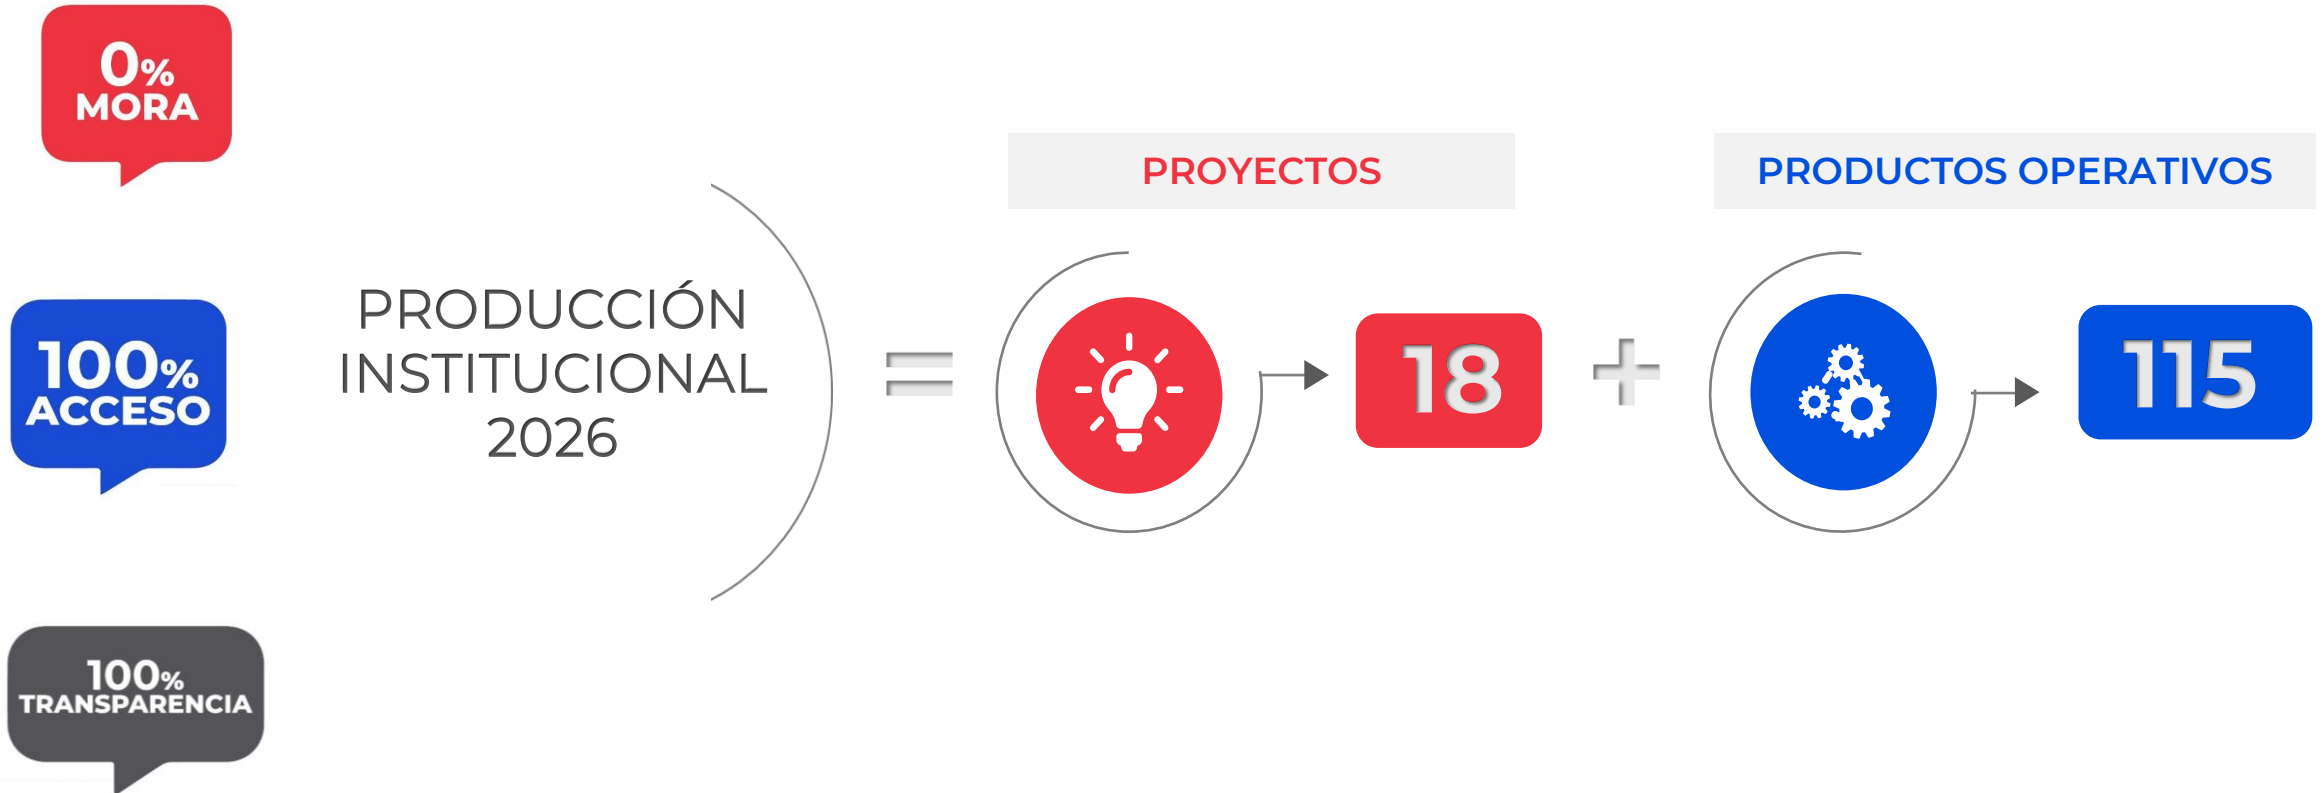 0%
MORA
100%
ACCESO
100%
TRANSPARENCIA
PRODUCCIÓN
INSTITUCIONAL
2026
=
PROYECTOS
18
+
PRODUCTOS OPERATIVOS
115